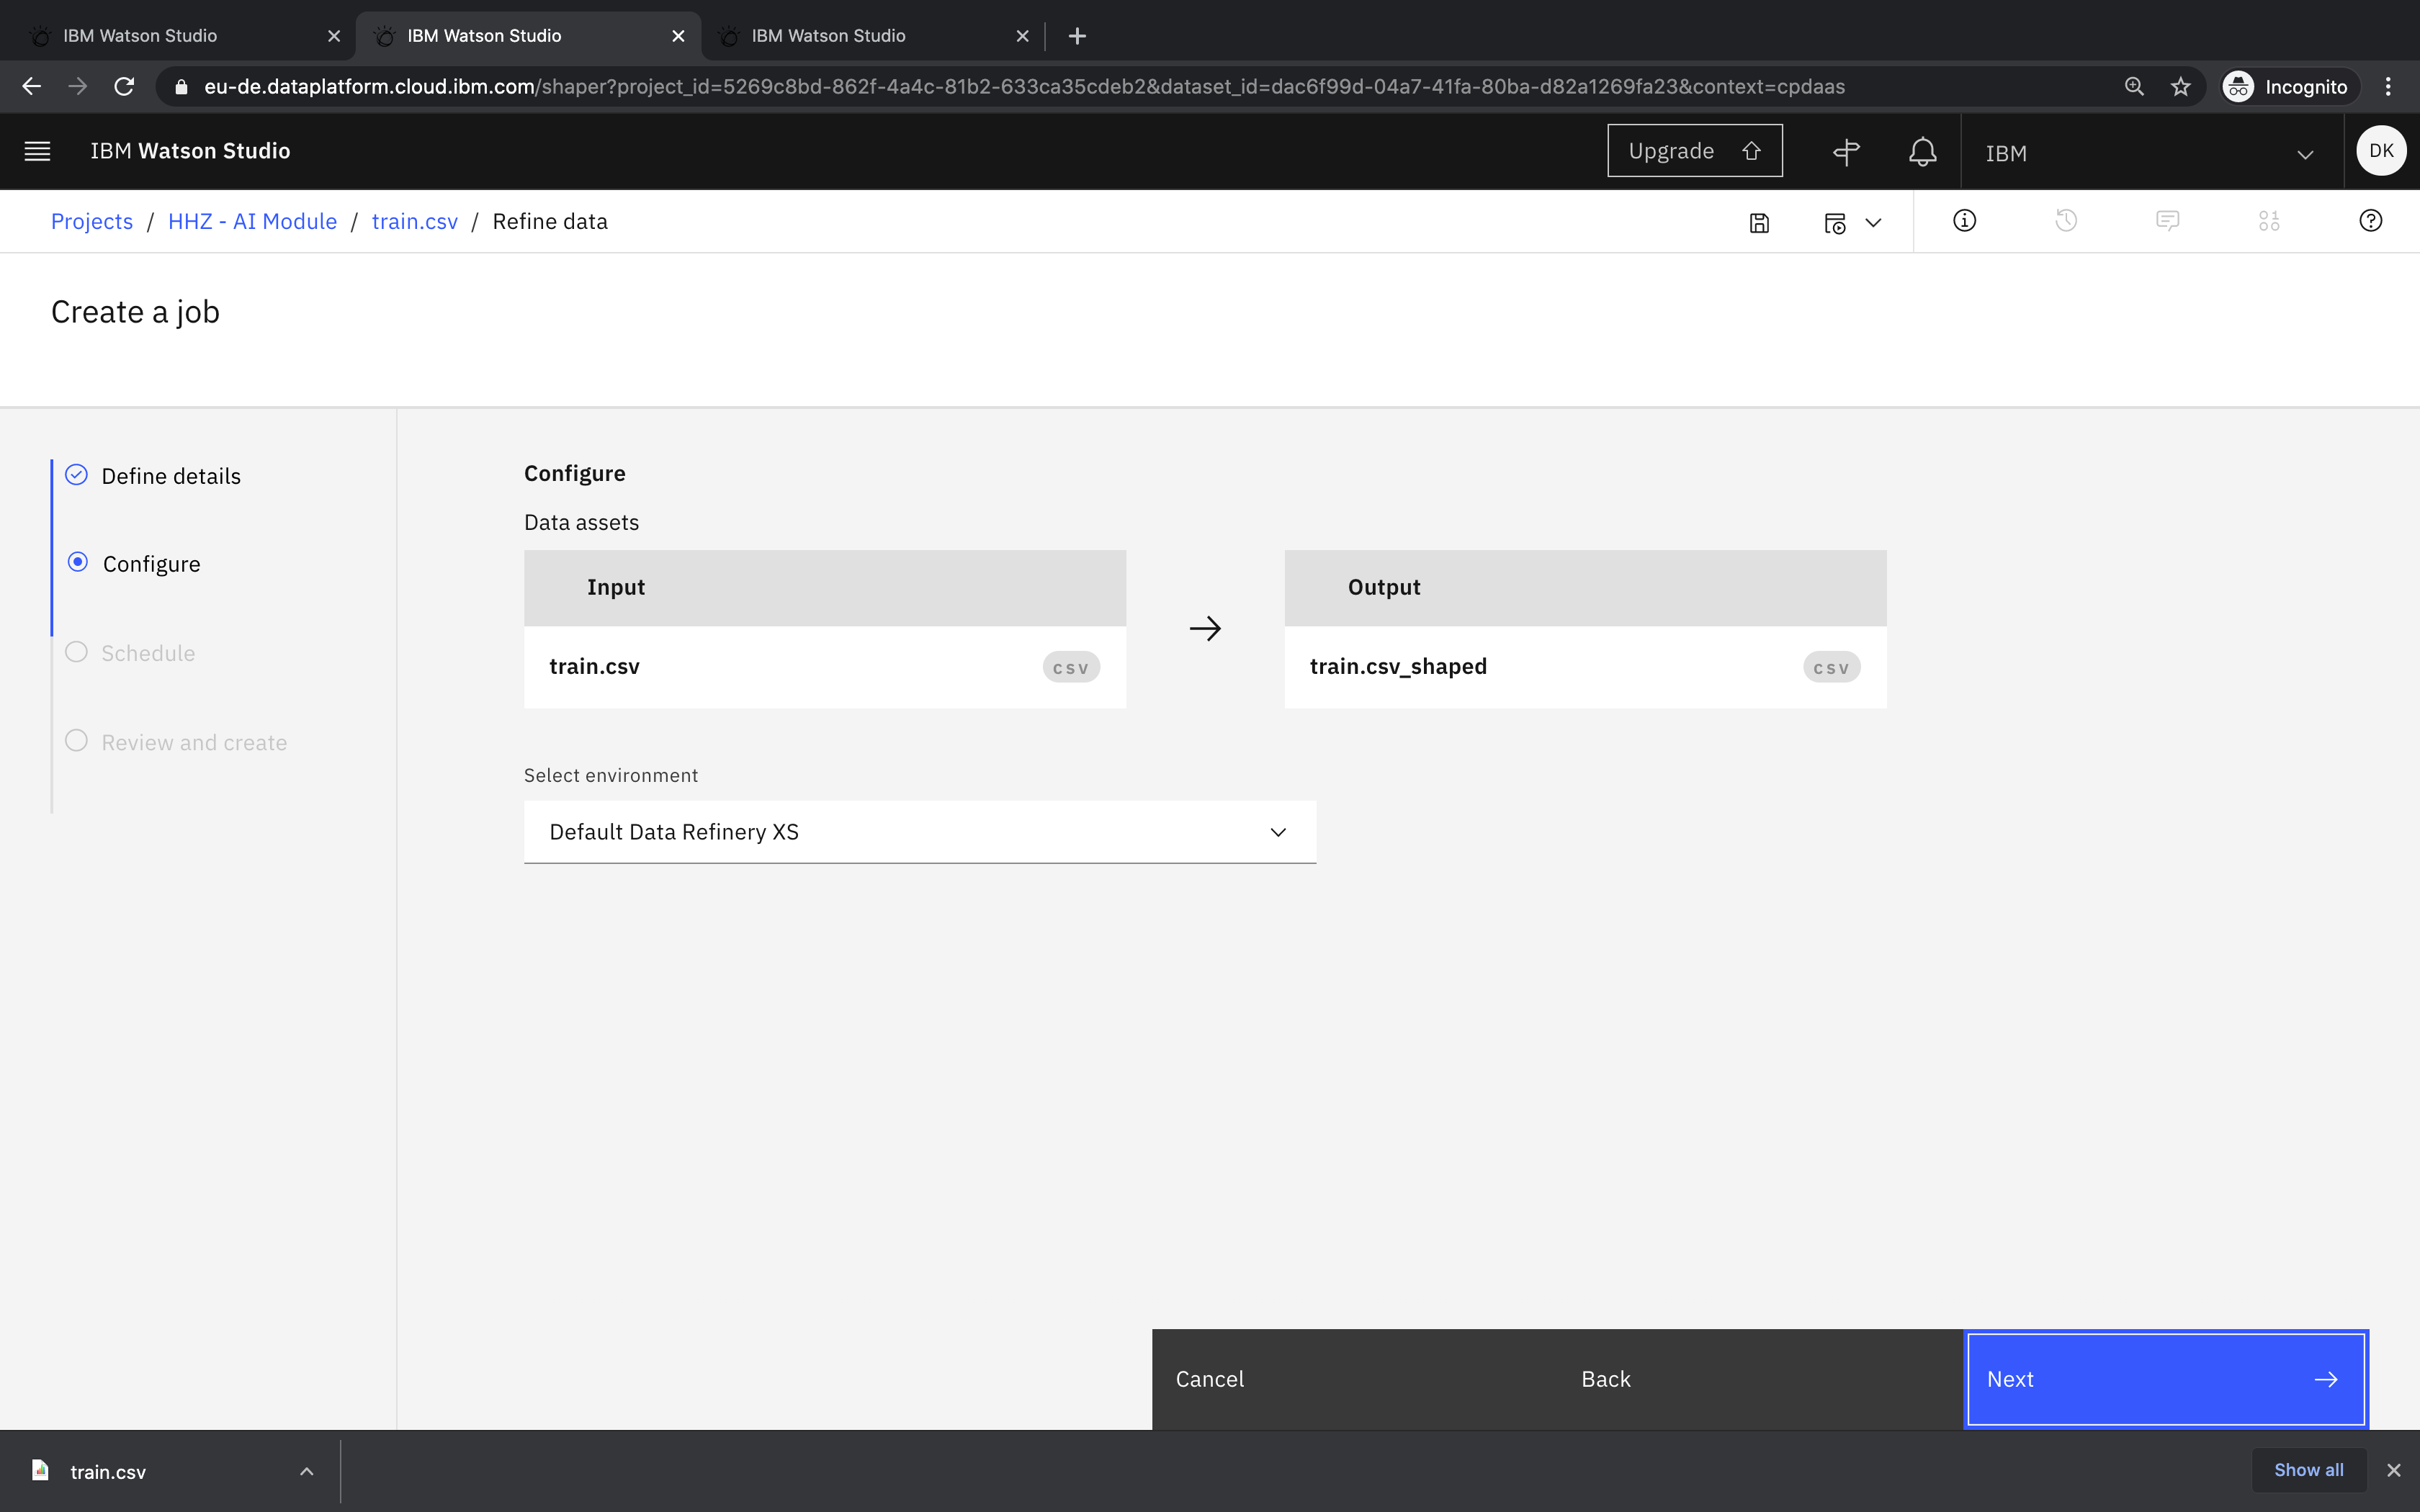 IBM Watson Studio
IBM Watson Studio
IBM Watson Studio
eu-de.dataplatform.cloud.ibm.com/shaper?project_id=5269c8bd-862f-4a4c-81b2-633ca35cdeb2&dataset_id=dac6f99d-04a7-41fa-80ba-d82a1269fa23&context=cpdaas
Incognito
IBM Watson Studio
Upgrade
IBM
DK
Projects / HHZ - AI Module / train.csv / Refine data
Create a job
Define details
Configure
Schedule
Review and create
Configure
Data assets
Input
train.csv
csv
Output
train.csv_shaped
csv
Select environment
Default Data Refinery XS
Cancel
Back
Next
train.csv
Show all